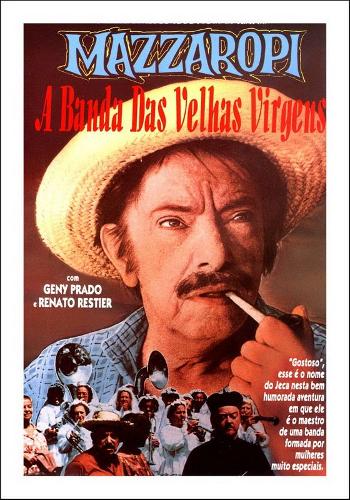 MAZZAROPI
A Banda Das Velhas Virgens
com
GENY PRADO
e RENATO RESTIER
"Gostoso",
esse é o nome
do Jeca nesta bem
humorada aventura
em que ele
é o maestro
de uma banda
formada por
mulheres
muito especiais.